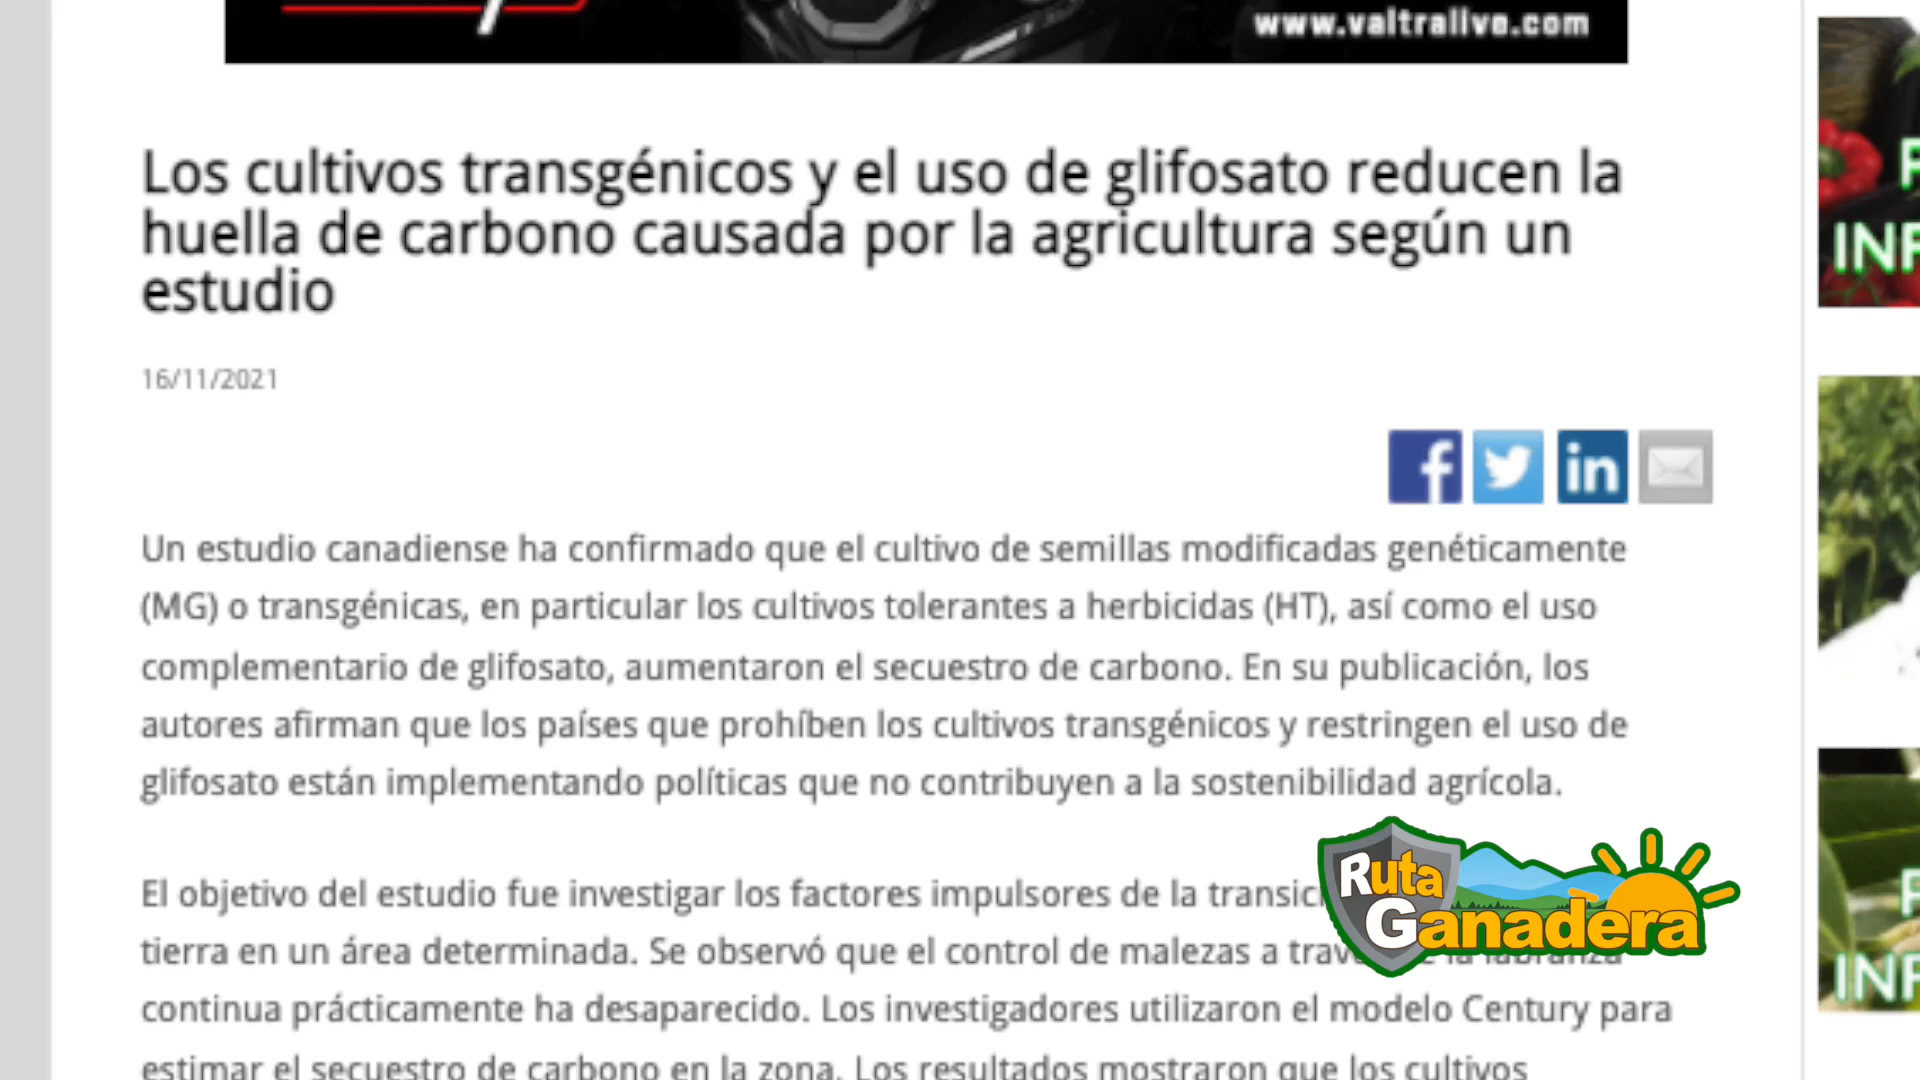 www.valtralive.com
Los cultivos transgénicos y el uso de glifosato reducen la
huella de carbono causada por la agricultura según un
estudio
16/11/2021
f
in
Un estudio canadiense ha confirmado que el cultivo de semillas modificadas genéticamente
(MG) o transgénicas, en particular los cultivos tolerantes a herbicidas (HT), así como el uso
complementario de glifosato, aumentaron el secuestro de carbono. En su publicación, los
autores afirman que los países que prohíben los cultivos transgénicos y restringen el uso de
glifosato están implementando políticas que no contribuyen a la sostenibilidad agrícola.
El objetivo del estudio fue investigar los factores impulsores de la
tierra en un área determinada. Se observó que el control de malezas a
continua prácticamente ha desaparecido. Los investigadores utilizaron el modelo Century para
estimar el secuestro de carbono en la zona. Los resultados mostraron que los cultivos
Ruta
Ganadera